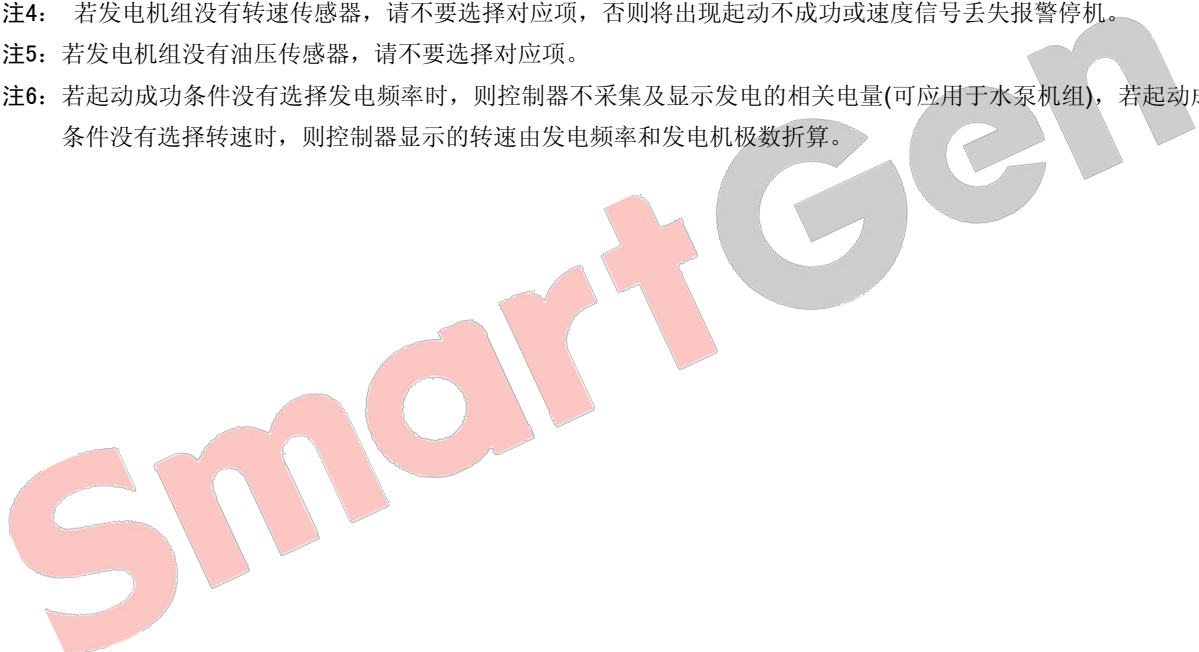 注4： 若发电机组没有转速传感器，请不要选择对应项，否则将出现起动不成功或速度信号丢失报警停机。
注5：若发电机组没有油压传感器，请不要选择对应项。
注6：若起动成功条件没有选择发电频率时，则控制器不采集及显示发电的相关电量(可应用于水泵机组)，若起动
条件没有选择转速时，则控制器显示的转速由发电频率和发电机极数折算。
SmartGen